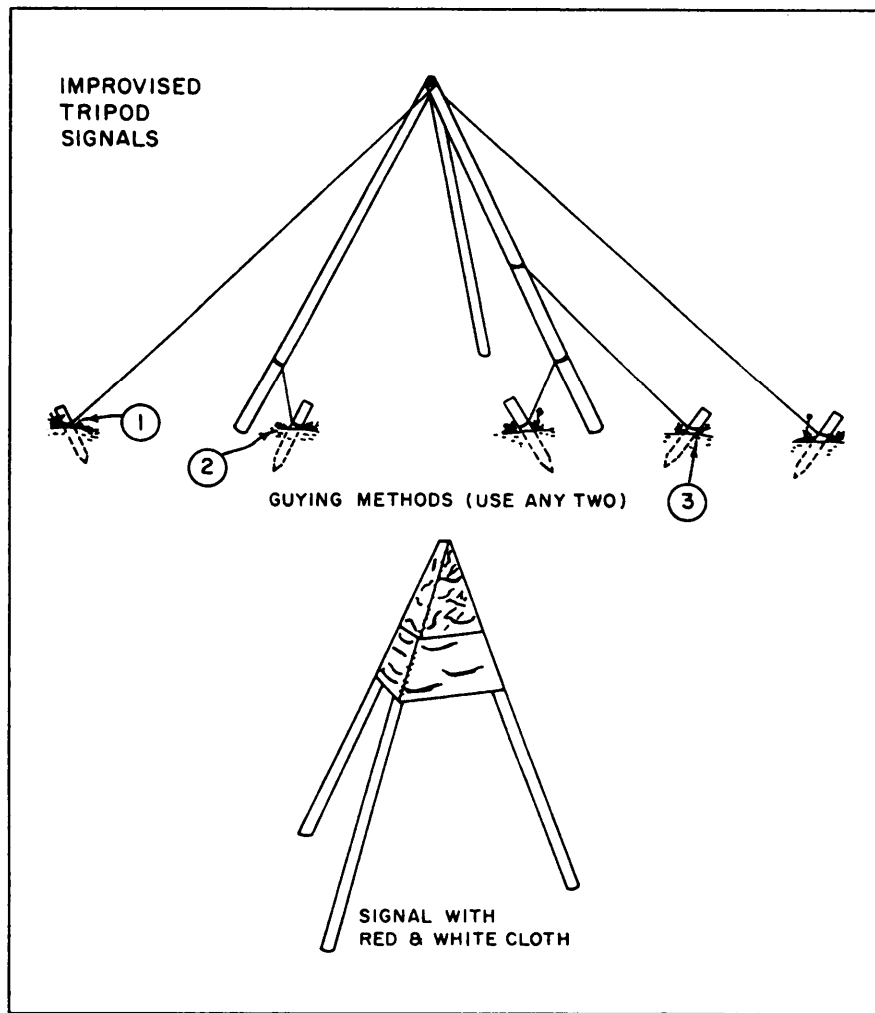 IMPROVISED
TRIPOD
SIGNALS
1
2
3
GUYING METHODS (USE ANY TWO)
SIGNAL WITH
RED & WHITE CLOTH